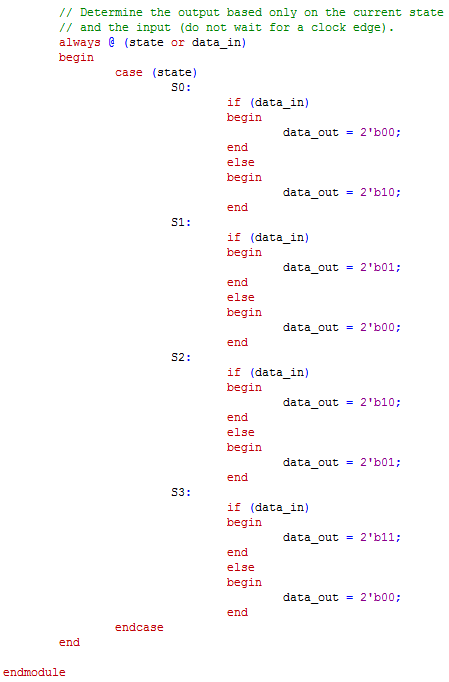 // Determine the output based only on the current state
// and the input (do not wait for a clock edge).
always @ (state or data_in)
begin
case (state)
S0:
if (data_in)
begin
data_out = 2'b00;
end
else
begin
data_out = 2'b10;
end
S1:
if (data_in)
begin
data_out = 2'b01;
end
else
begin
data_out = 2'b00;
end
S2:
if (data_in)
begin
data_out = 2'b10;
end
else
begin
data_out = 2'b01;
end
S3:
if (data_in)
begin
data_out = 2'b11;
end
else
begin
data_out = 2'b00;
end
endcase
end
endmodule